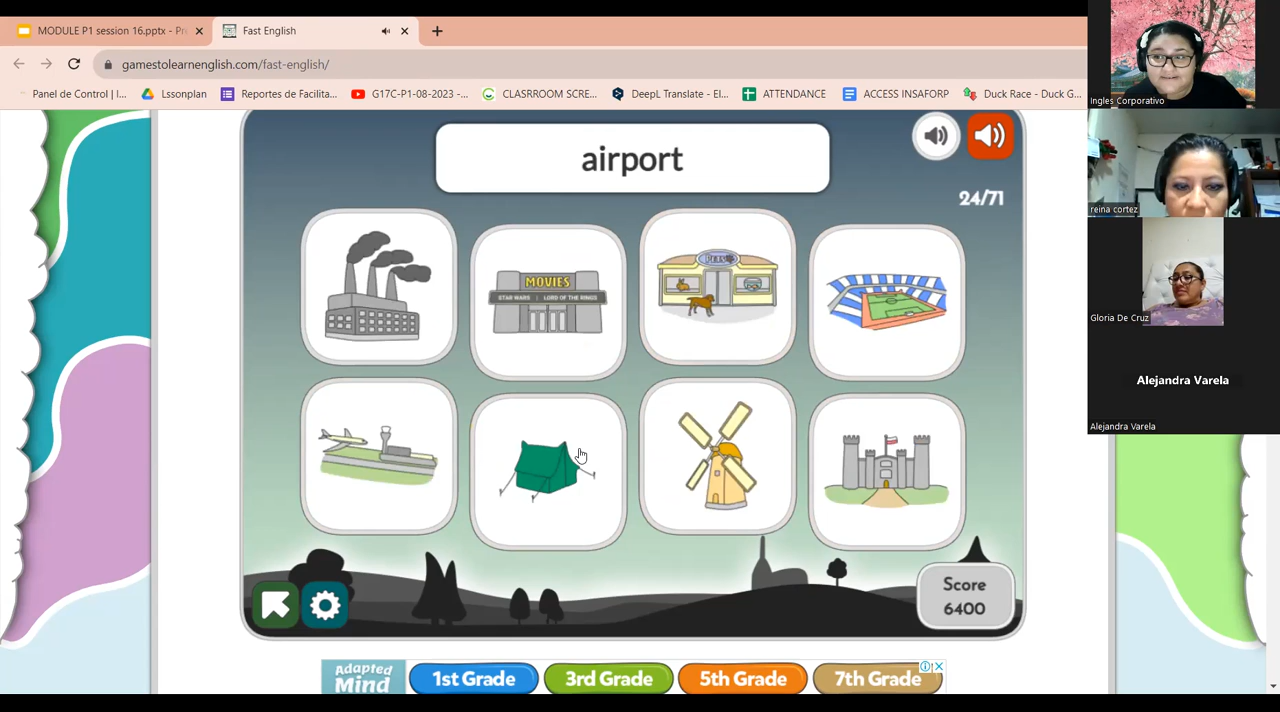 MODULE P1 session 16.pptx - Pr
Fast English
gamestolearnenglish.com/fast-english/
Panel de Control | I...
Lssonplan
Reportes de Facilita...
G17C-P1-08-2023 -...
CLASRROOM SCRE...
DeepL Translate - El...
ATTENDANCE
ACCESS INSAFORP
Duck Race - Duck G...
Ingles Corporativo
reina cortez
Gloria De Cruz
Alejandra Varela
Alejandra Varela
airport
24/71
MOVIES
STAR WARS | LORD OF THE RINGS
PETS
Score
6400
Adapted
Mind
1st Grade
3rd Grade
5th Grade
7th Grade